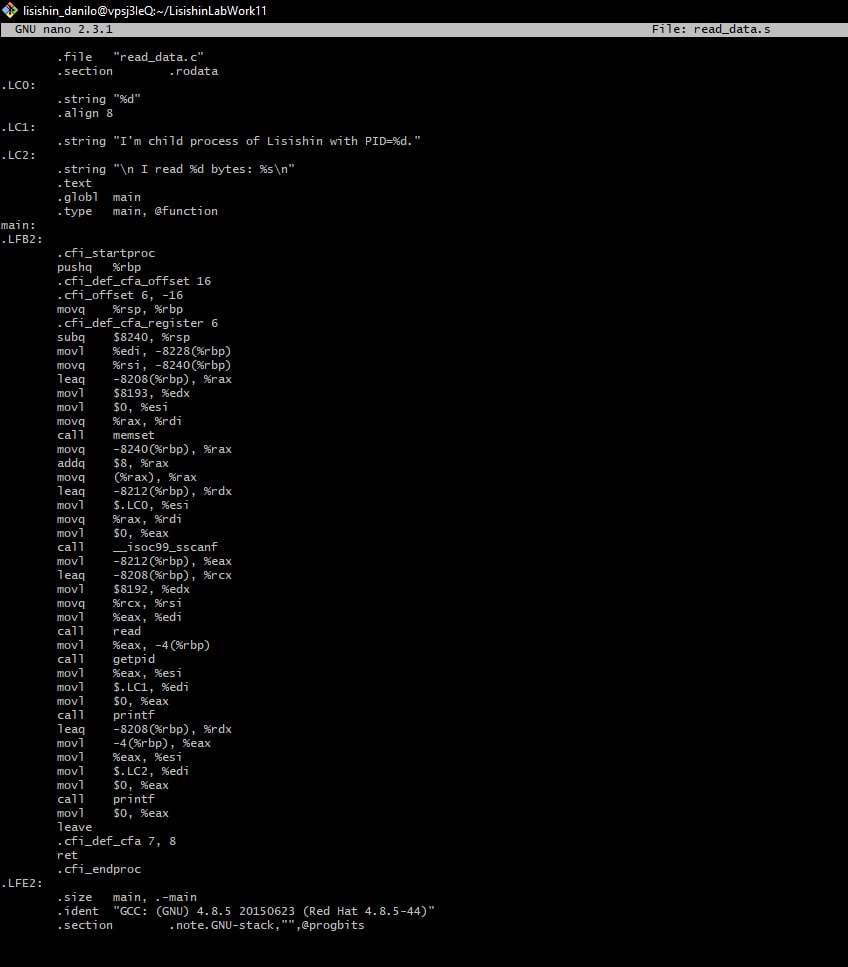 lisishin_danilo@vpsj3leQ:~/LisishinLabWork11
GNU nano 2.3.1 File: read_data.s
.file "read_data.c"
.section .rodata
.LC0:
.string "%d"
.align 8
.LC1:
.string "I'm child process of Lisishin with PID=%d."
.LC2:
.string "\n I read %d bytes: %s\n"
.text
.globl main
.type main, @function
main:
.LFB2:
.cfi_startproc
pushq %rbp
.cfi_def_cfa_offset 16
.cfi_offset 6, -16
movq %rsp, %rbp
.cfi_def_cfa_register 6
subq $8240, %rsp
movl %edi, -8228(%rbp)
movq %rsi, -8240(%rbp)
leaq -8208(%rbp), %rax
movl $8193, %edx
movl $0, %esi
movq %rax, %rdi
call memset
movq -8240(%rbp), %rax
addq $8, %rax
movq (%rax), %rax
leaq -8212(%rbp), %rdx
movl $.LC0, %esi
movq %rax, %rdi
movl $0, %eax
call __isoc99_sscanf
movl -8212(%rbp), %eax
leaq -8208(%rbp), %rcx
movl $8192, %edx
movq %rcx, %rsi
movl %eax, %edi
call read
movl %eax, -4(%rbp)
call getpid
movl %eax, %esi
movl $.LC1, %edi
movl $0, %eax
call printf
leaq -8208(%rbp), %rdx
movl -4(%rbp), %eax
movl %eax, %esi
movl $.LC2, %edi
movl $0, %eax
call printf
movl $0, %eax
leave
.cfi_def_cfa 7, 8
ret
.cfi_endproc
.LFE2:
.size main, .-main
.ident "GCC: (GNU) 4.8.5 20150623 (Red Hat 4.8.5-44)"
.section .note.GNU-stack,"",@progbits